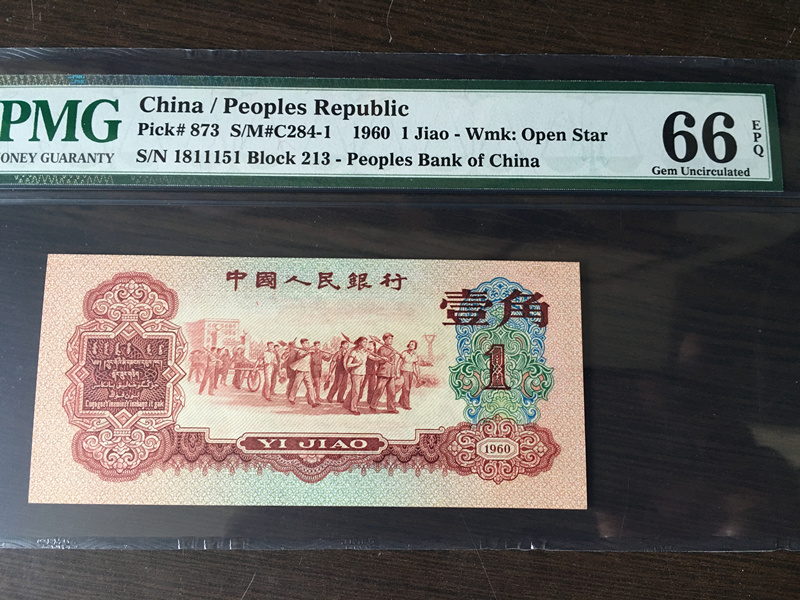 PMG
ONEY GUARANTY
China / Peoples Republic
Pick# 873 S/M#C284-1 1960 1 Jiao - Wmk: Open Star
S/N 1811151 Block 213 - Peoples Bank of China
66
EPQ
Gem Uncirculated
中國人民銀行
壹角
1
YI JIAO
1960